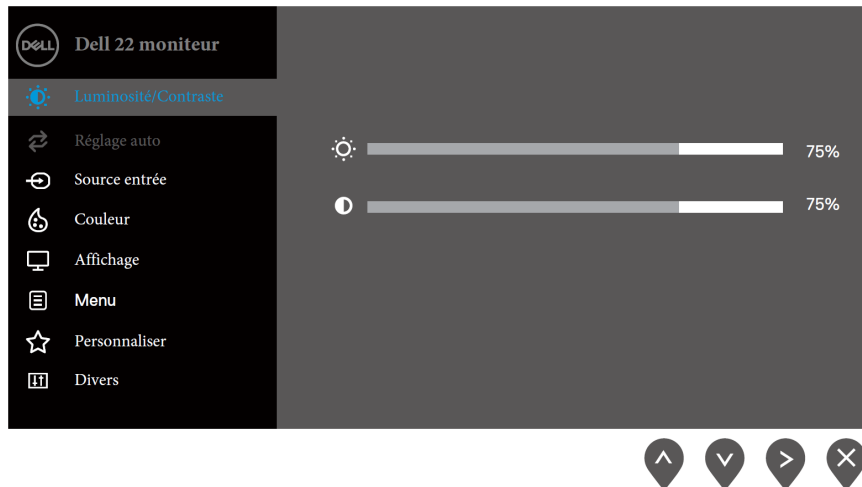 DELL
Dell 22 moniteur
Luminosité/Contraste
Réglage auto
Source entrée
Couleur
Affichage
Menu
Personnaliser
Divers
75%
75%